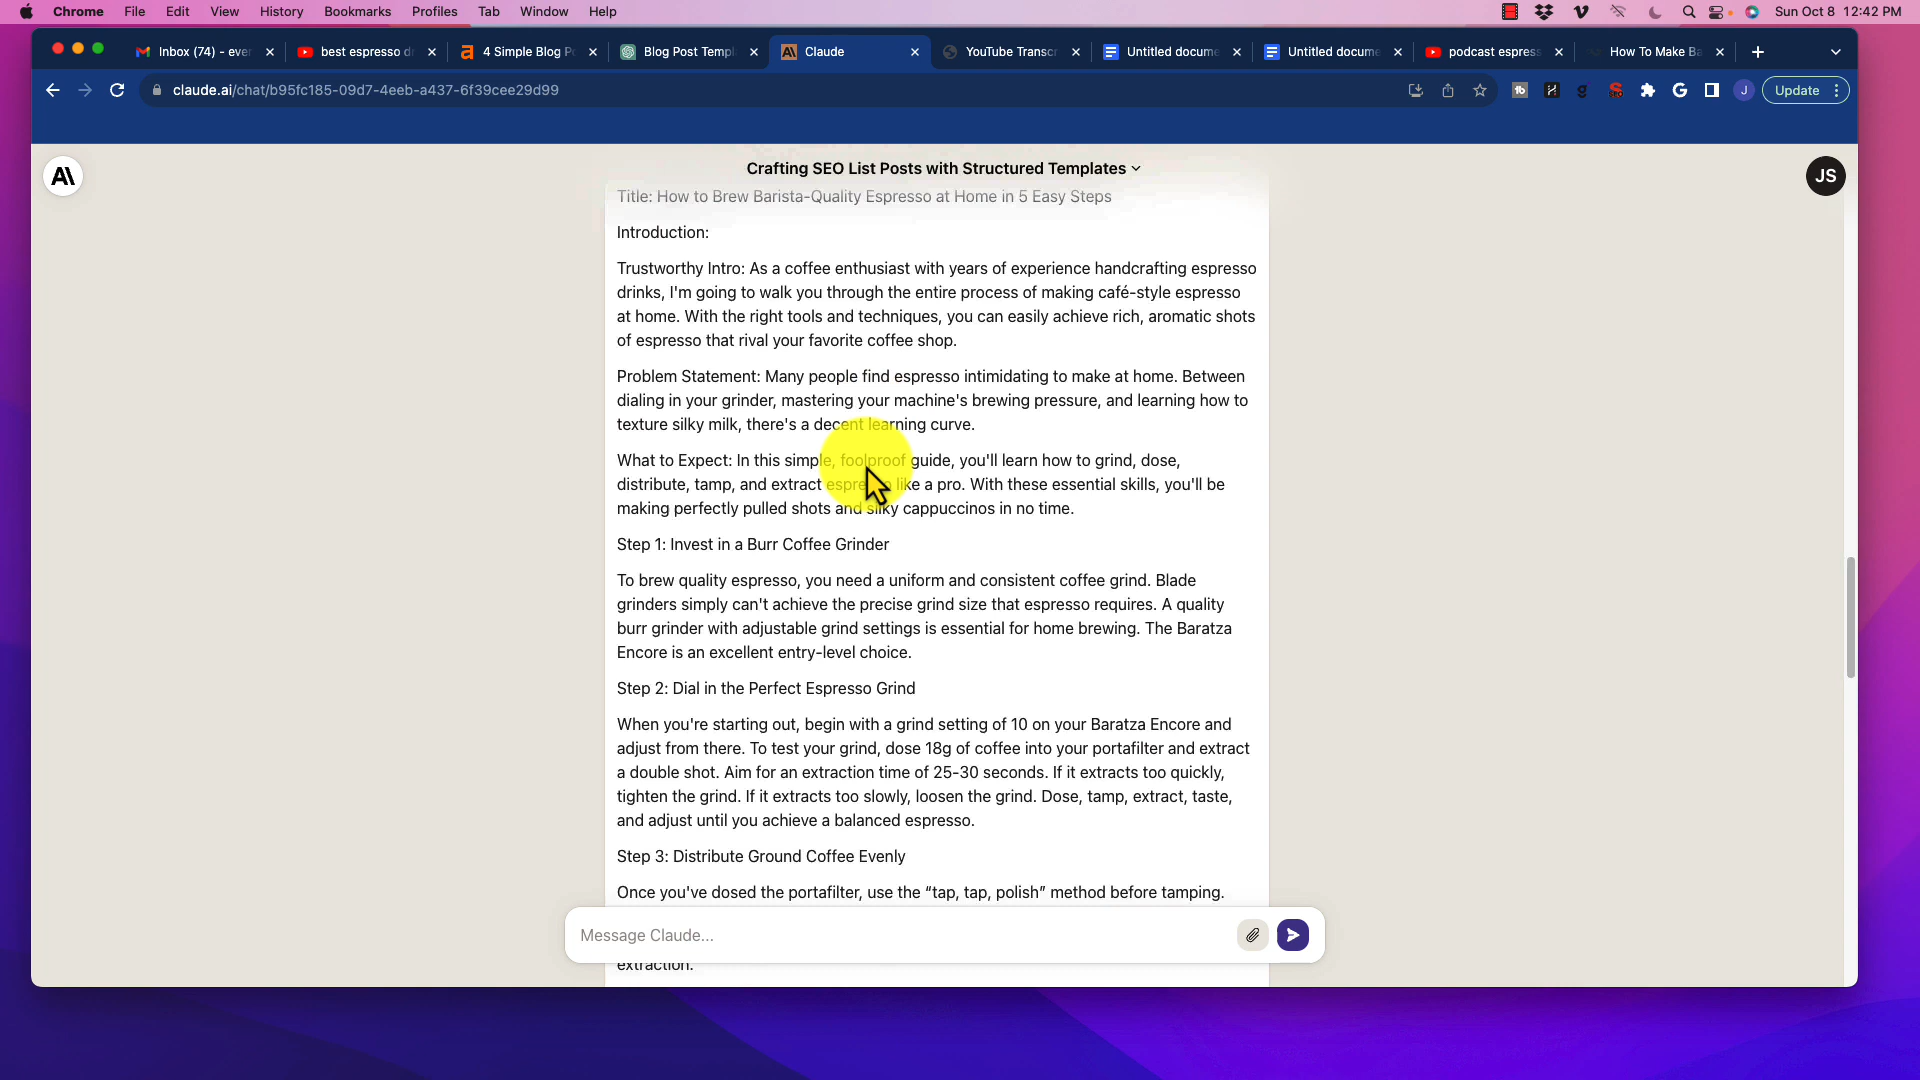 Chrome File Edit View History Bookmarks Profiles Tab Window Help Sun Oct 8 12:42 PM
Inbox (74) - eve best espresso d 4 Simple Blog P Blog Post Templ Claude YouTube Transcr Untitled docume Untitled docume podcast espress How To Make Ba
claude.ai/chat/b95fc185-09d7-4eeb-a437-6f39cee29d99 Update
Crafting SEO List Posts with Structured Templates
JS
Title: How to Brew Barista-Quality Espresso at Home in 5 Easy Steps
Introduction:
Trustworthy Intro: As a coffee enthusiast with years of experience handcrafting espresso
drinks, I'm going to walk you through the entire process of making café-style espresso
at home. With the right tools and techniques, you can easily achieve rich, aromatic shots
of espresso that rival your favorite coffee shop.
Problem Statement: Many people find espresso intimidating to make at home. Between
dialing in your grinder, mastering your machine's brewing pressure, and learning how to
texture silky milk, there's a decent learning curve.
What to Expect: In this simple, foolproof guide, you'll learn how to grind, dose,
distribute, tamp, and extract espresso like a pro. With these essential skills, you'll be
making perfectly pulled shots and silky cappuccinos in no time.
Step 1: Invest in a Burr Coffee Grinder
To brew quality espresso, you need a uniform and consistent coffee grind. Blade
grinders simply can't achieve the precise grind size that espresso requires. A quality
burr grinder with adjustable grind settings is essential for home brewing. The Baratza
Encore is an excellent entry-level choice.
Step 2: Dial in the Perfect Espresso Grind
When you're starting out, begin with a grind setting of 10 on your Baratza Encore and
adjust from there. To test your grind, dose 18g of coffee into your portafilter and extract
a double shot. Aim for an extraction time of 25-30 seconds. If it extracts too quickly,
tighten the grind. If it extracts too slowly, loosen the grind. Dose, tamp, extract, taste,
and adjust until you achieve a balanced espresso.
Step 3: Distribute Ground Coffee Evenly
Once you've dosed the portafilter, use the “tap, tap, polish” method before tamping.
Message Claude...
extraction.